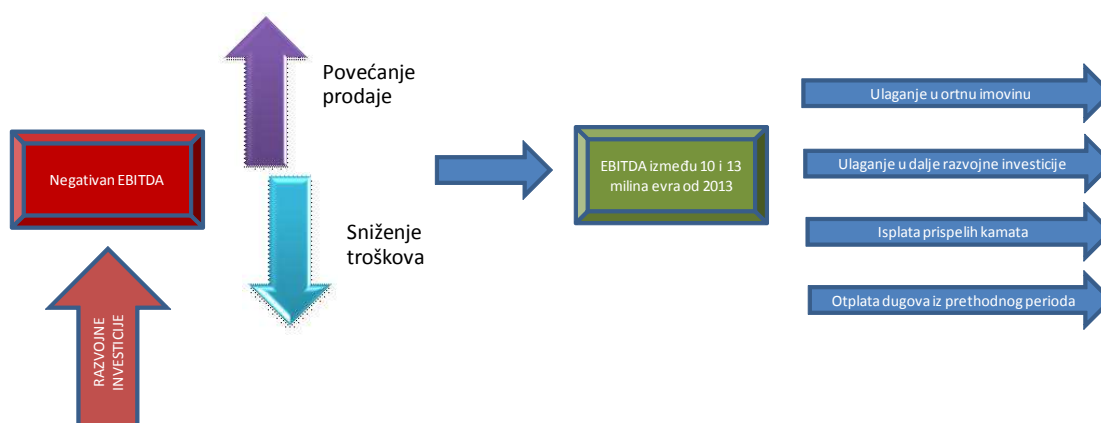 Negativan EBITDA
RAZVOJNE
INVESTICIJE
Povećanje
prodaje
Sniženje
troškova
EBITDA između 10 i 13
milina evra od 2013
Ulaganje u ortnu imovinu
Ulaganje u dalje razvojne investicije
Isplata prispelih kamata
Otplata dugova iz prethodnog perioda